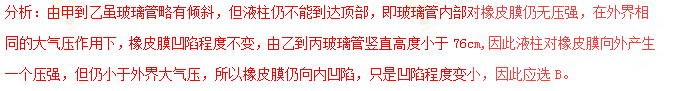 分析：由甲到乙虽玻璃管略有倾斜，但液柱仍不能到达顶部，即玻璃管内部对橡皮膜仍无压强，在外界相
同的大气压作用下，橡皮膜凹陷程度不变，由乙到丙玻璃管竖直高度小于 76cm,因此液柱对橡皮膜向外产生
一个压强，但仍小于外界大气压，所以橡皮膜仍向内凹陷，只是凹陷程度变小，因此应选 B。